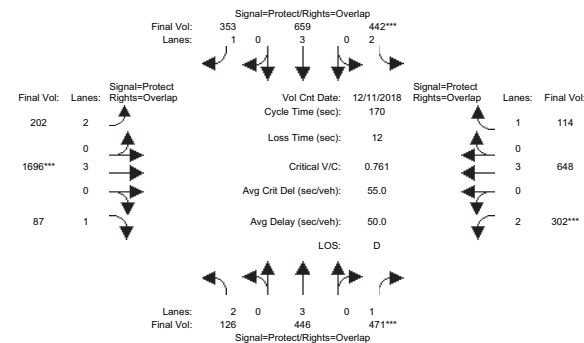 Signal=Protect/Rights=Overlap
Final Vol: 353 659 442***
Lanes: 1 0 3 0 2
Signal=Protect
Final Vol: Lanes: Rights=Overlap
Vol Cnt Date: 12/11/2018
Signal=Protect
Rights=Overlap Lanes: Final Vol:
Cycle Time (sec): 170
202 2
1 114
Loss Time (sec): 12
0
0
1696*** 3
Critical V/C: 0.761
3 648
0
Avg Crit Del (sec/veh): 55.0
0
87 1
Avg Delay (sec/veh): 50.0
2 302***
LOS: D
Lanes: 2 0 3 0 1
Final Vol: 126 446 471***
Signal=Protect/Rights=Overlap